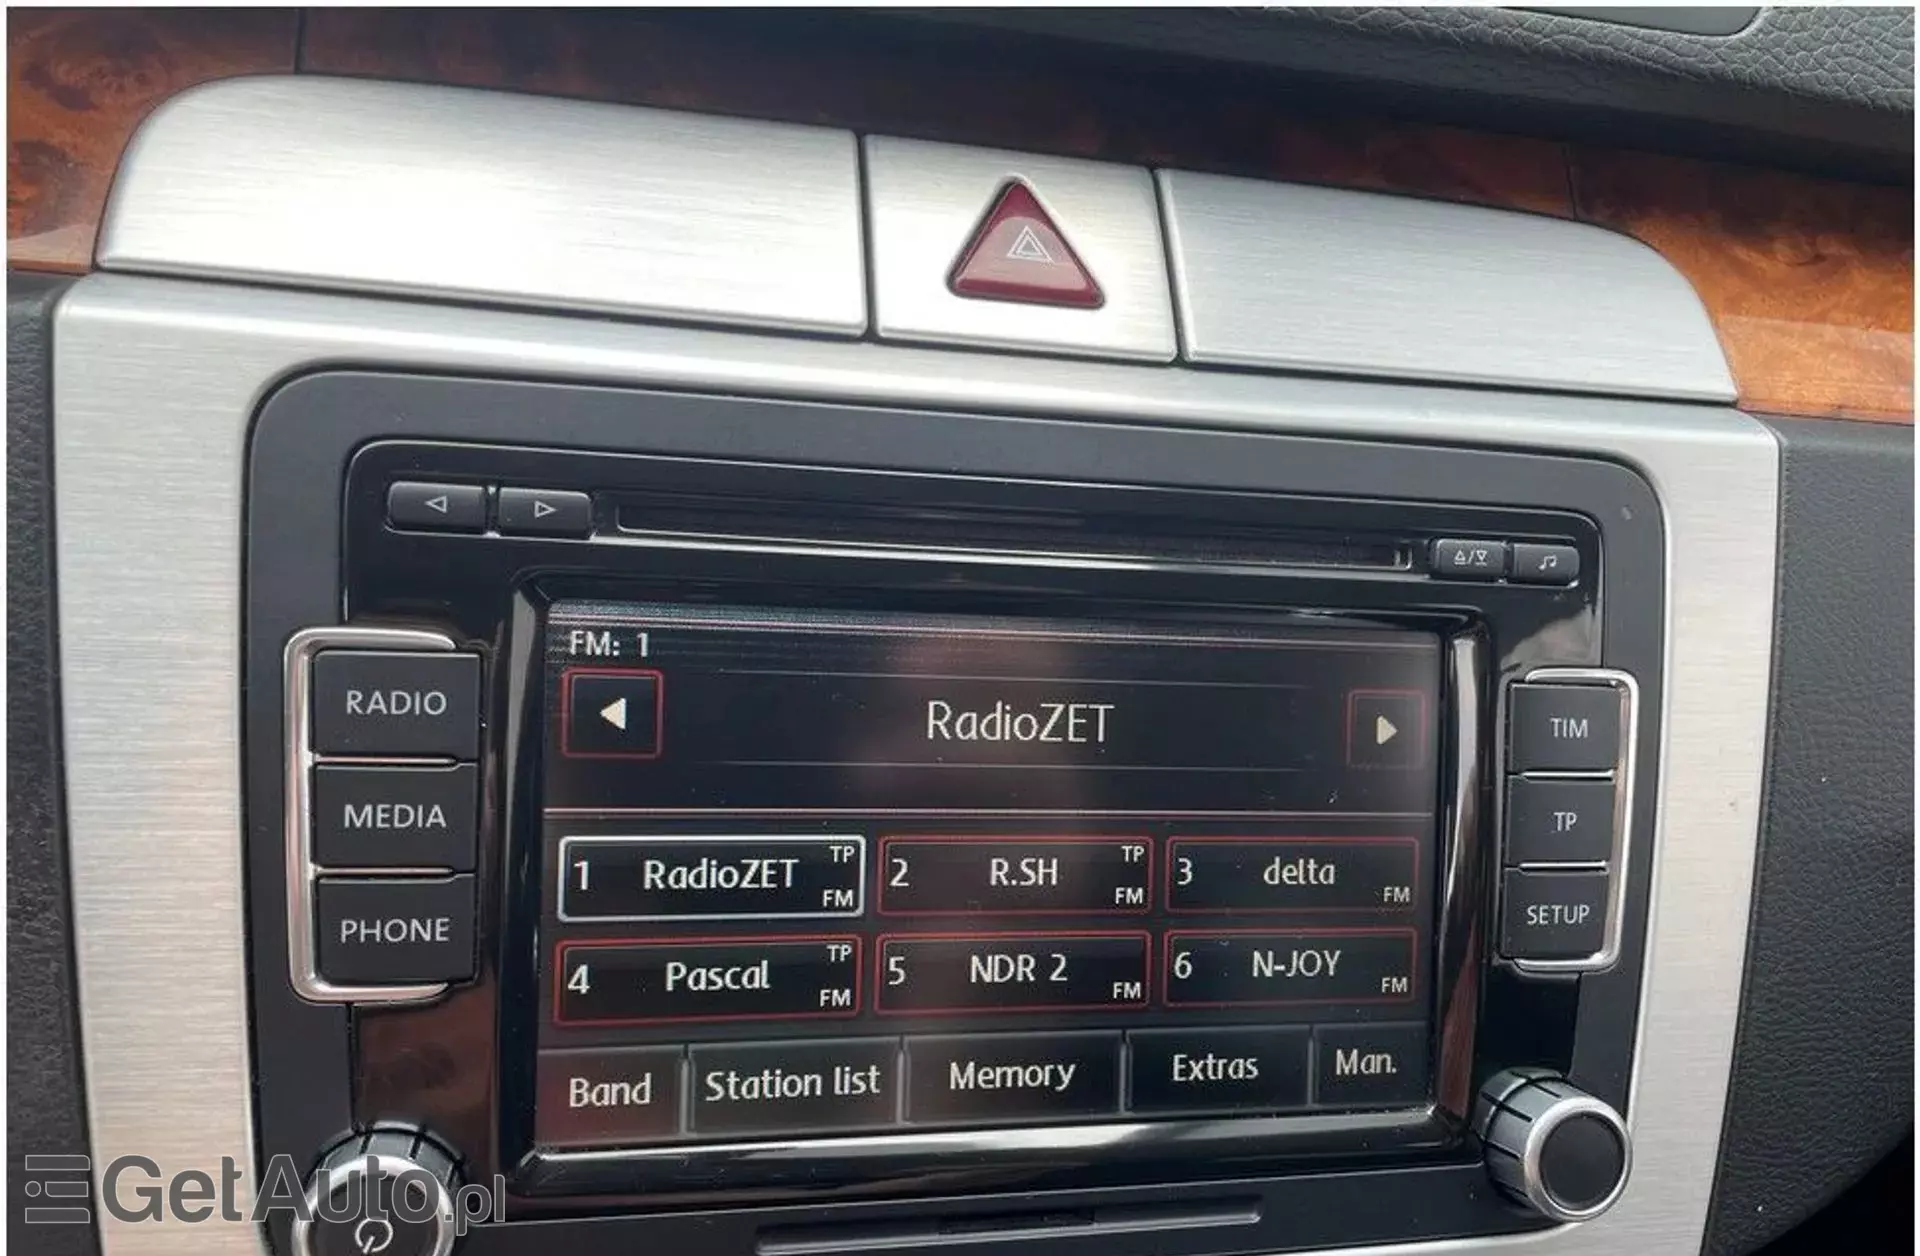 FM: 1
RadioZET
RADIO
MEDIA
PHONE
TIM
TP
SETUP
1 RadioZET TP FM
2 R.SH TP FM
3 delta FM
4 Pascal TP FM
5 NDR 2 FM
6 N-JOY FM
Band Station list Memory Extras Man.
GetAuto.pl